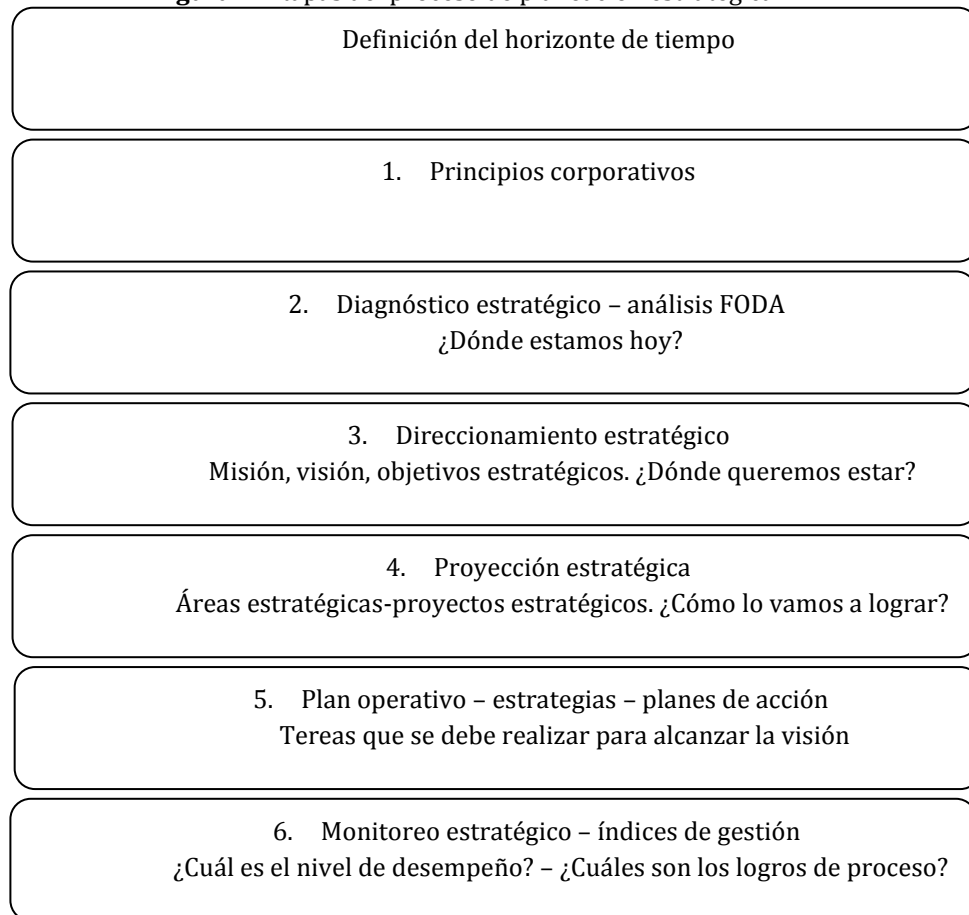 Definición del horizonte de tiempo
1. Principios corporativos
2. Diagnóstico estratégico – análisis FODA
¿Dónde estamos hoy?
3. Direccionamiento estratégico
Misión, visión, objetivos estratégicos. ¿Dónde queremos estar?
4. Proyección estratégica
Áreas estratégicas-proyectos estratégicos. ¿Cómo lo vamos a lograr?
5. Plan operativo – estrategias – planes de acción
Tereas que se debe realizar para alcanzar la visión
6. Monitoreo estratégico – índices de gestión
¿Cuál es el nivel de desempeño? – ¿Cuáles son los logros de proceso?